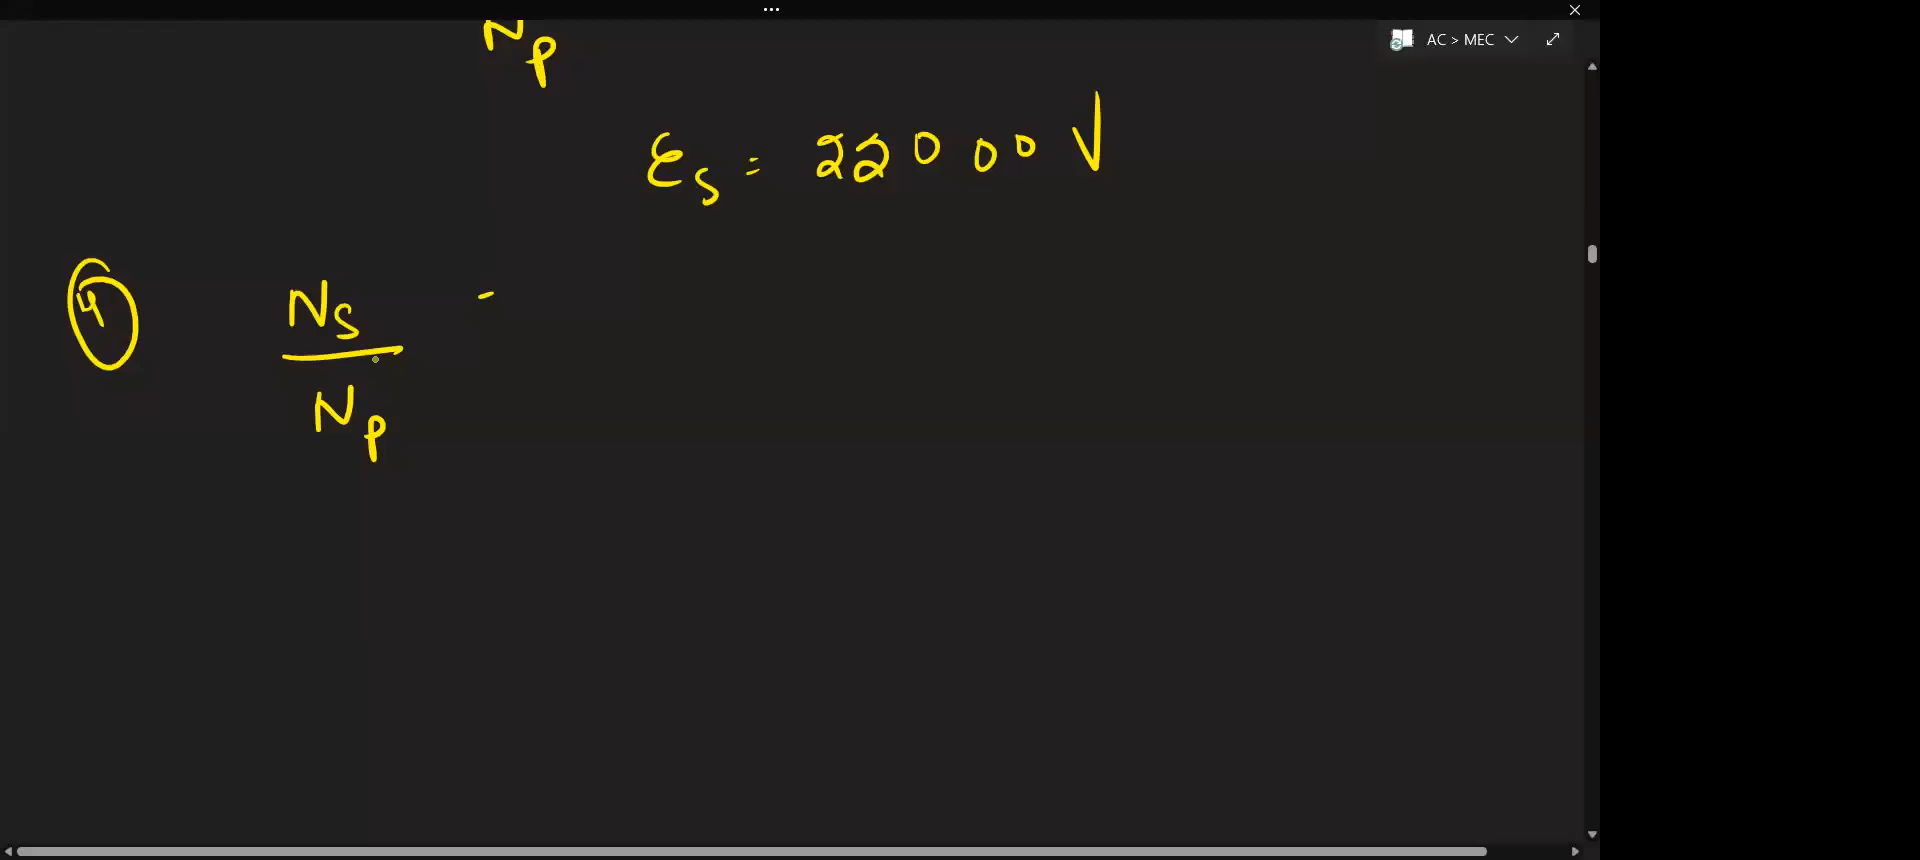 ...
AC > MEC
Np
Es = 22000 V
4 Ns / Np =